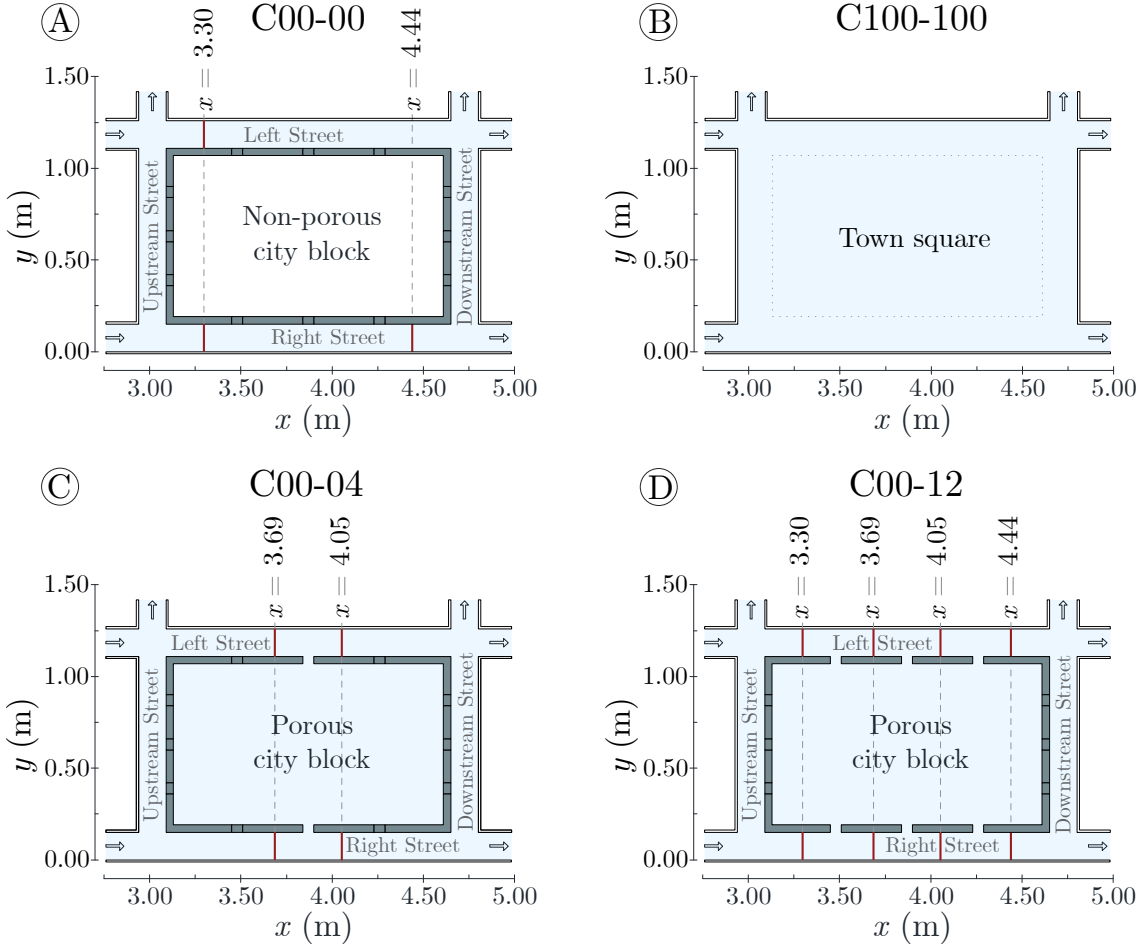 A
C00-00
x = 3.30
x = 4.44
1.50
1.00
0.50
0.00
y (m)
Left Street
Upstream Street
Non-porous
city block
Downstream Street
Right Street
3.00
3.50
4.00
4.50
5.00
x (m)
B
C100-100
1.50
1.00
0.50
0.00
y (m)
Town square
3.00
3.50
4.00
4.50
5.00
x (m)
C
C00-04
x = 3.69
x = 4.05
1.50
1.00
0.50
0.00
y (m)
Left Street
Upstream Street
Porous
city block
Downstream Street
Right Street
3.00
3.50
4.00
4.50
5.00
x (m)
D
C00-12
x = 3.30
x = 3.69
x = 4.05
x = 4.44
1.50
1.00
0.50
0.00
y (m)
Left Street
Upstream Street
Porous
city block
Downstream Street
Right Street
3.00
3.50
4.00
4.50
5.00
x (m)